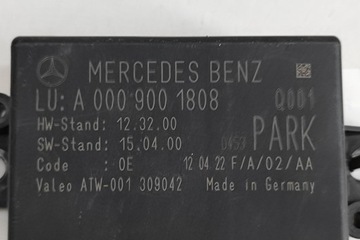 MERCEDES BENZ
LU: A 000 900 1808 Q001
HW-Stand: 12.32.00
SW-Stand: 15.04.00 0453 PARK
Code : 0E 12 04 22 F/A/02/AA
Valeo ATW-001 309042 Made in Germany